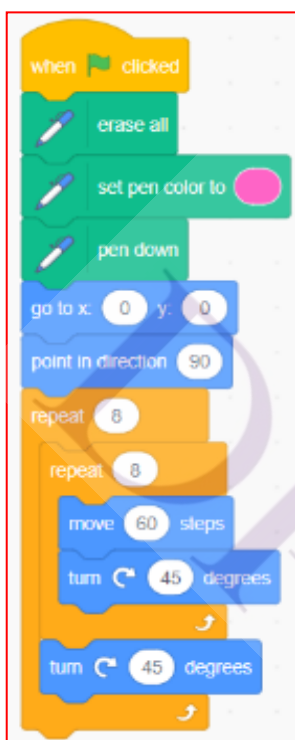 when clicked
erase all
set pen color to
pen down
go to x: 0 y: 0
point in direction 90
repeat 8
repeat 8
move 60 steps
turn 45 degrees
turn 45 degrees